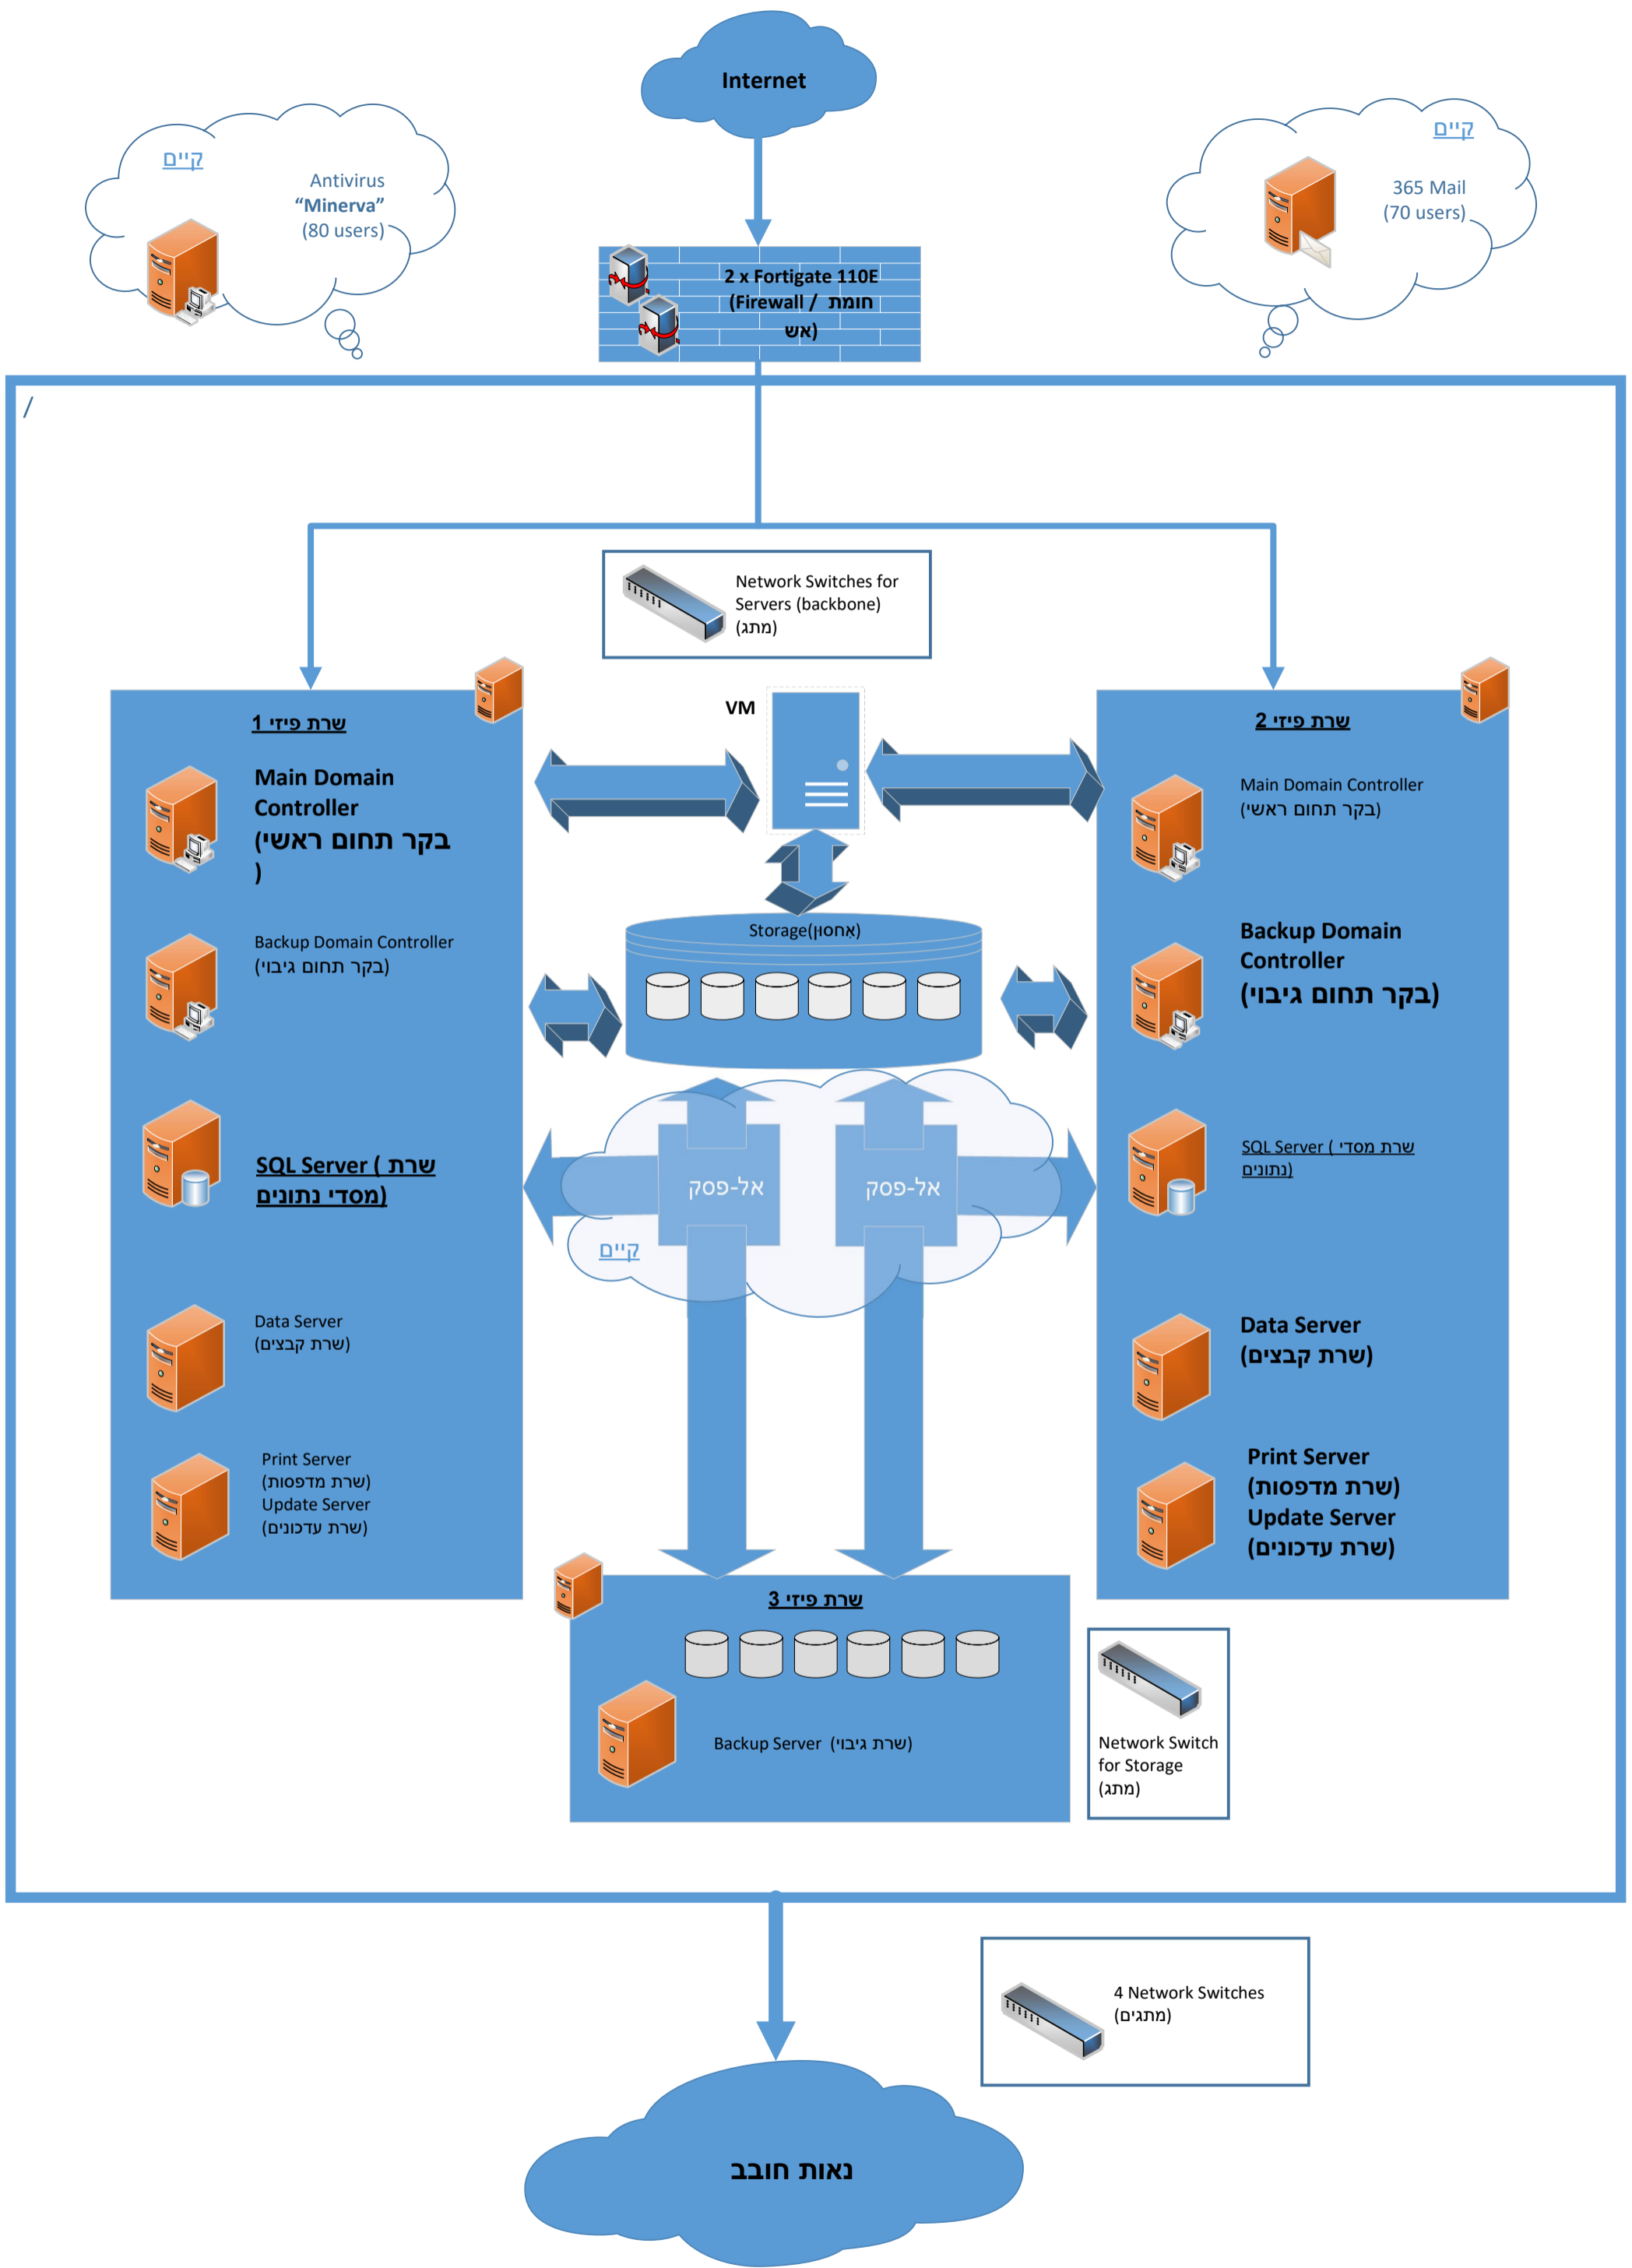 Internet
קיים
Antivirus
“Minerva”
(80 users)
קיים
365 Mail
(70 users)
2 x Fortigate 110E
(Firewall / חומת
אש)
/
Network Switches for
Servers (backbone)
(מתג)
שרת פיזי 1
Main Domain
Controller
(בקר תחום ראשי
)
Backup Domain Controller
(בקר תחום גיבוי)
SQL Server ( שרת
מסדי נתונים)
Data Server
(שרת קבצים)
Print Server
(שרת מדפסות)
Update Server
(שרת עדכונים)
VM
Storage(אִחסוּן)
אל-פסק
אל-פסק
קיים
שרת פיזי 2
Main Domain Controller
(בקר תחום ראשי)
Backup Domain
Controller
(בקר תחום גיבוי)
SQL Server ( שרת מסדי
נתונים)
Data Server
(שרת קבצים)
Print Server
(שרת מדפסות)
Update Server
(שרת עדכונים)
שרת פיזי 3
Backup Server (שרת גיבוי)
Network Switch
for Storage
(מתג)
4 Network Switches
(מתגים)
נאות חובב